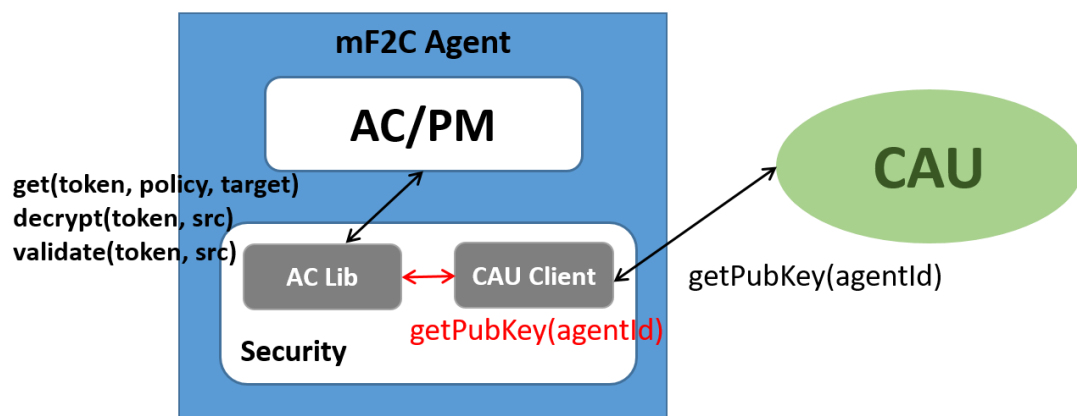 mF2C Agent
AC/PM
CAU
get(token, policy, target)
decrypt(token, src)
validate(token, src)
AC Lib
CAU Client
getPubKey(agentId)
getPubKey(agentId)
Security